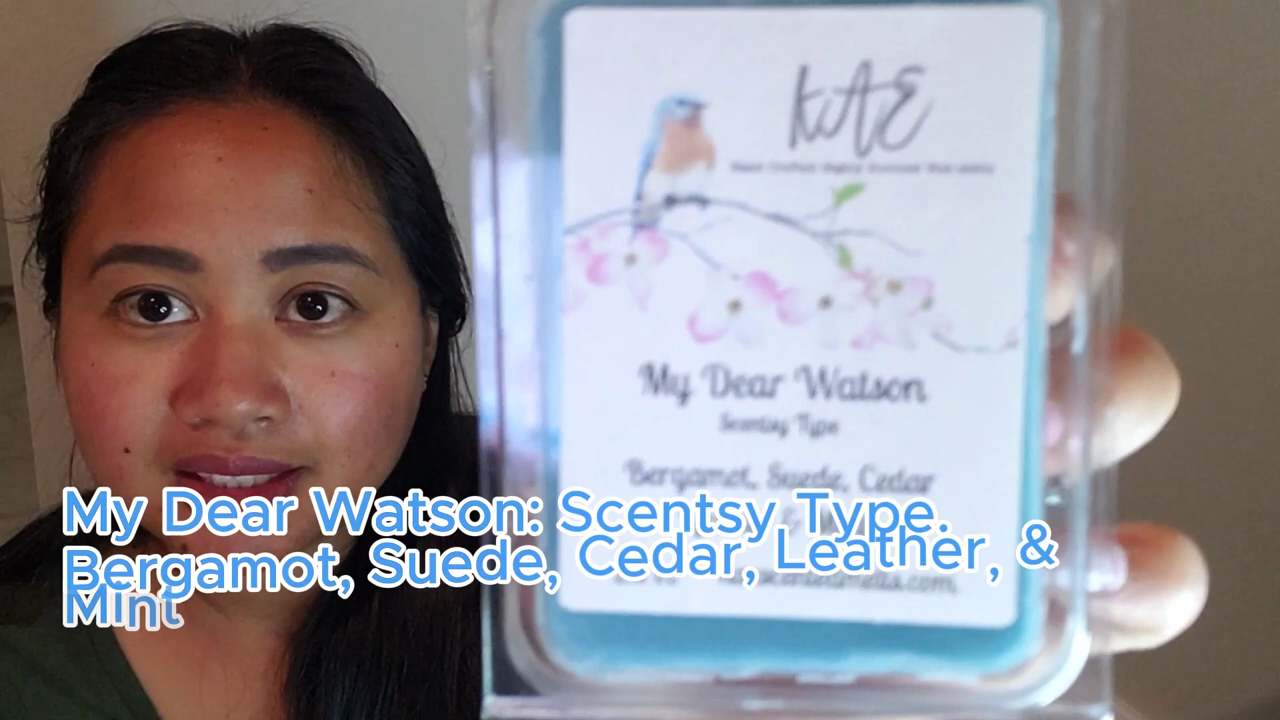 KAE
My Dear Watson
Scentsy Type
Bergamot, Suede, Cedar
My Dear Watson: Scentsy Type.
Bergamot, Suede, Cedar, Leather, &
Mint